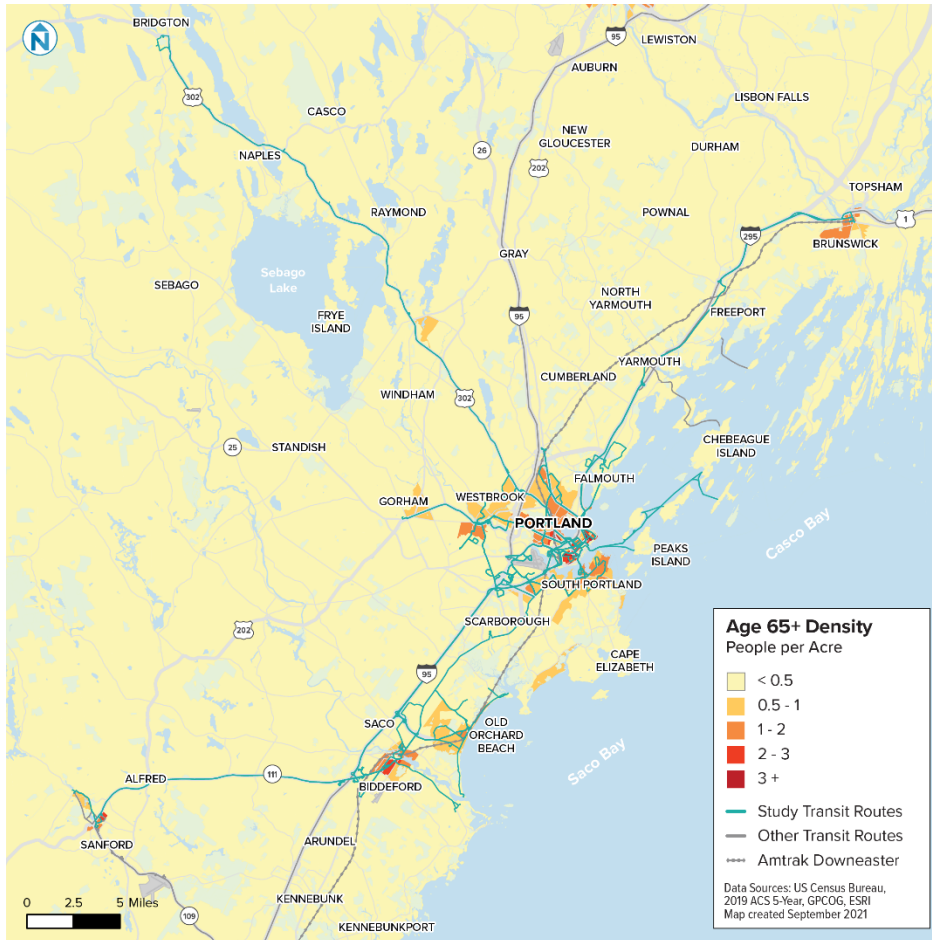 BRIDGTON
N
95
LEWISTON
AUBURN
302
LISBON FALLS
CASCO
NEW
GLOUCESTER
26
DURHAM
NAPLES
202
TOPSHAM
RAYMOND
POWNAL
1
295
BRUNSWICK
GRAY
Sebago
Lake
SEBAGO
NORTH
YARMOUTH
FREEPORT
FRYE
ISLAND
95
YARMOUTH
CUMBERLAND
WINDHAM
302
CHEBEAGUE
ISLAND
25
STANDISH
FALMOUTH
GORHAM
WESTBROOK
PORTLAND
Casco Bay
PEAKS
ISLAND
SOUTH PORTLAND
SCARBOROUGH
202
CAPE
ELIZABETH
95
SACO
OLD
ORCHARD
BEACH
Saco Bay
ALFRED
111
BIDDEFORD
SANFORD
ARUNDEL
KENNEBUNK
109
KENNEBUNKPORT
0 2.5 5 Miles
Age 65+ Density
People per Acre
< 0.5
0.5 - 1
1 - 2
2 - 3
3 +
Study Transit Routes
Other Transit Routes
Amtrak Downeaster
Data Sources: US Census Bureau,
2019 ACS 5-Year, GPCOG, ESRI
Map created September 2021